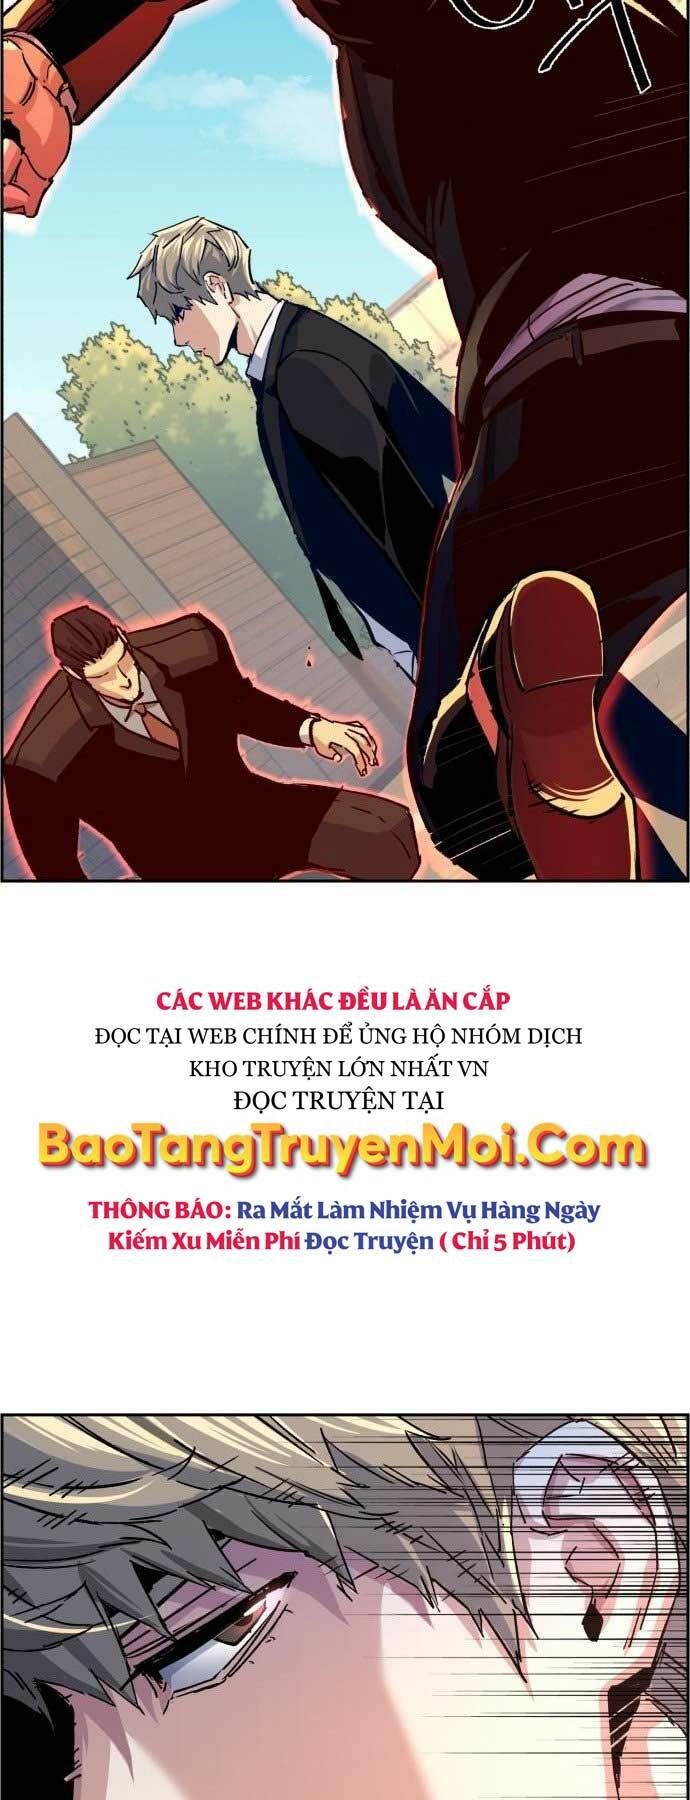 CÁC WEB KHÁC ĐỀU LÀ ĂN CẮP
ĐỌC TẠI WEB CHÍNH ĐỂ ỦNG HỘ NHÓM DỊCH
KHO TRUYỆN LỚN NHẤT VN
ĐỌC TRUYỆN TẠI
BaoTangTruyenMoi.Com
THÔNG BÁO: Ra Mắt Làm Nhiệm Vụ Hàng Ngày
Kiếm Xu Miễn Phí Đọc Truyện ( Chỉ 5 Phút)